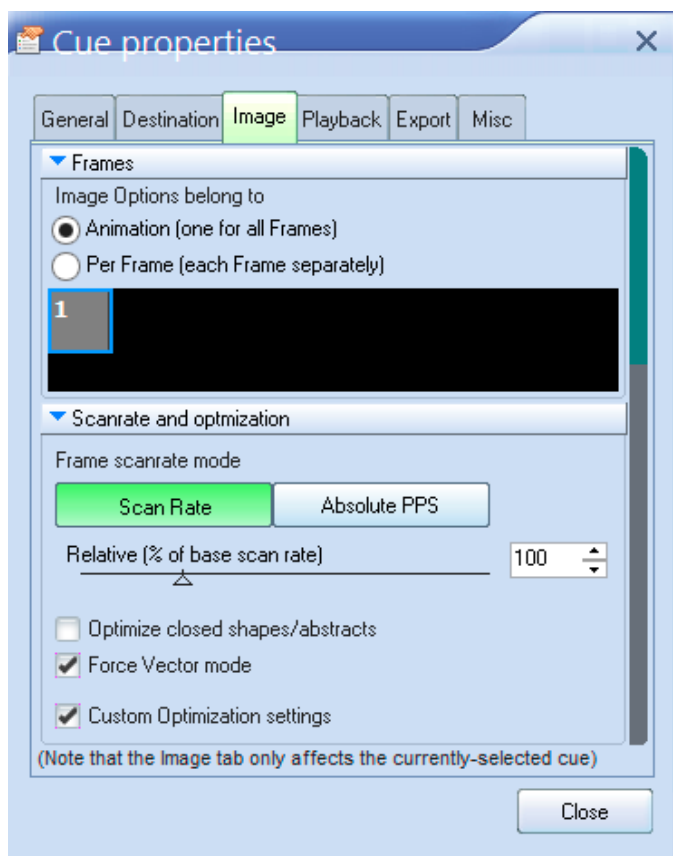 Cue properties
General Destination Image Playback Export Misc
Frames
Image Options belong to
Animation (one for all Frames)
Per Frame (each Frame separately)
1
Scanrate and optmization
Frame scanrate mode
Scan Rate Absolute PPS
Relative (% of base scan rate) 100
Optimize closed shapes/abstracts
Force Vector mode
Custom Optimization settings
(Note that the Image tab only affects the currently-selected cue)
Close